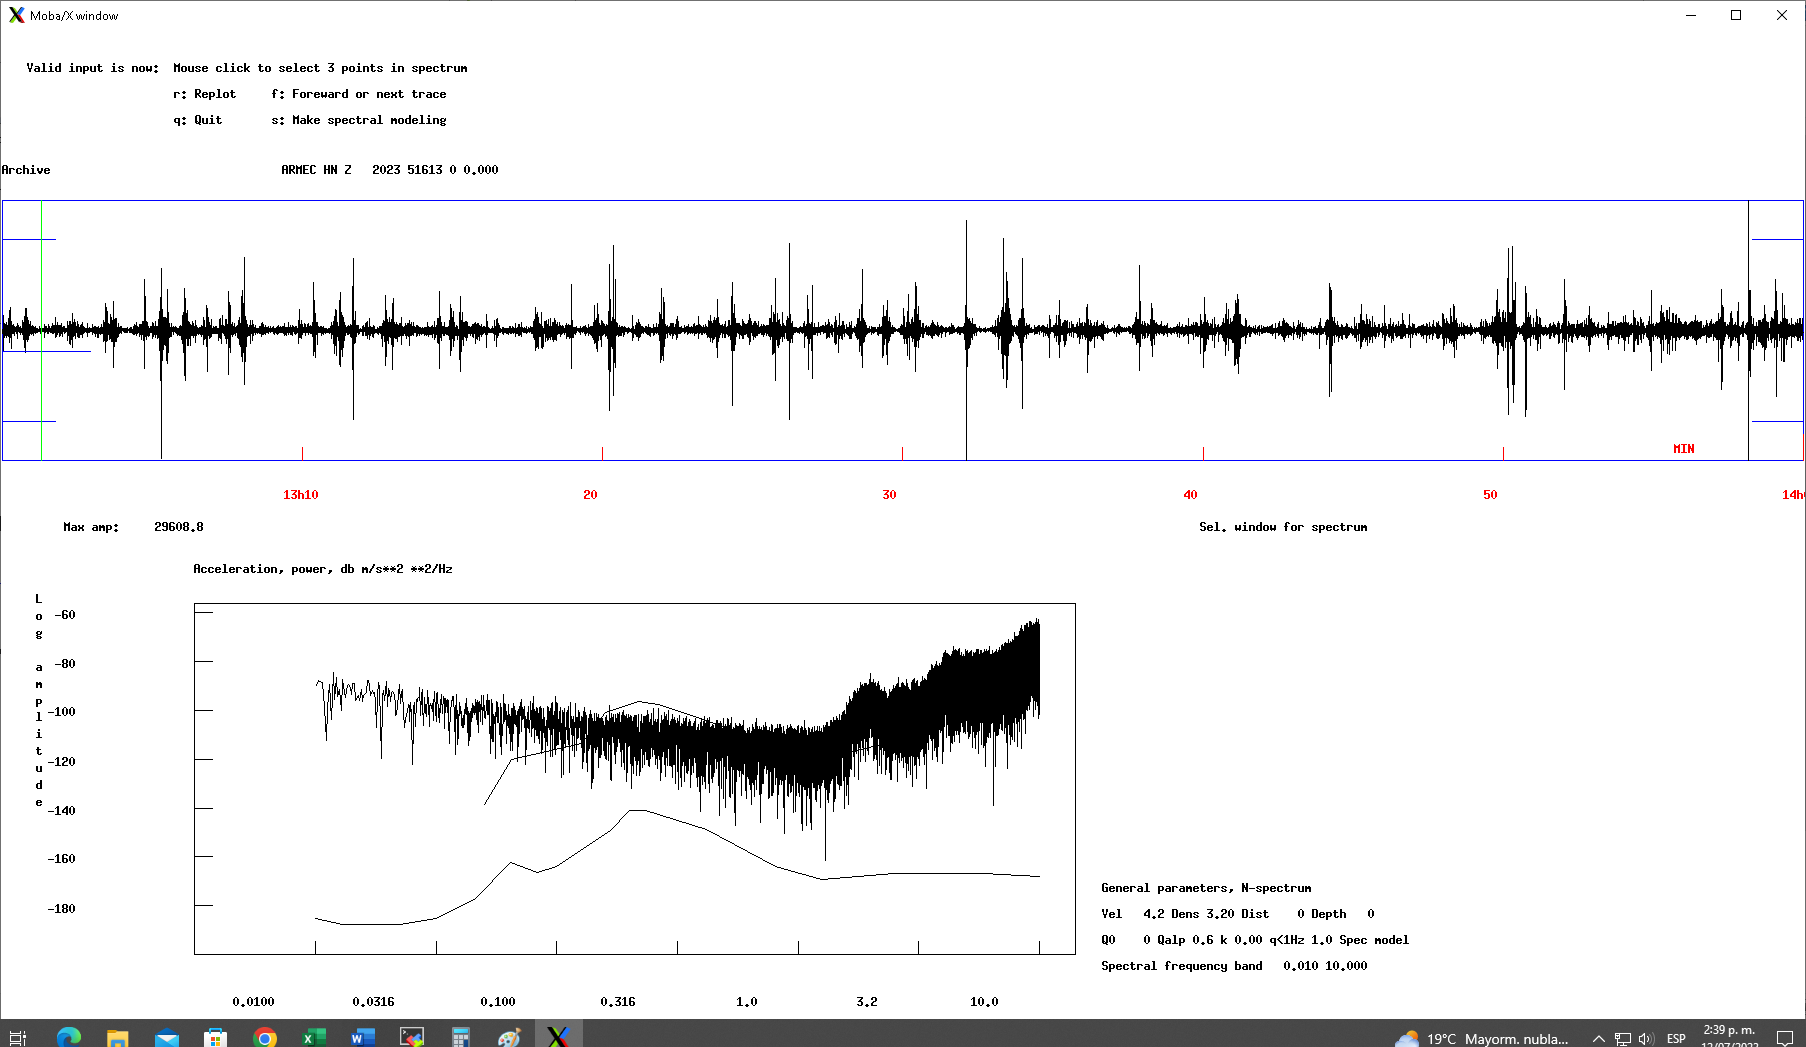 Moba/X window
Valid input is now: Mouse click to select 3 points in spectrum
r: Replot f: Foreward or next trace
q: Quit s: Make spectral modeling
Archive ARMEC HN Z 2023 51613 0 0.000
MIN
13h10 20 30 40 50 14h
Max amp: 29608.8 Sel. window for spectrum
Acceleration, power, db m/s**2 **2/Hz
Log amplitude
-60
-80
-100
-120
-140
-160
-180
General parameters, N-spectrum
Vel 4.2 Dens 3.20 Dist 0 Depth 0
Q0 0 Qalp 0.6 k 0.00 q<1Hz 1.0 Spec model
Spectral frequency band 0.010 10.000
0.0100 0.0316 0.100 0.316 1.0 3.2 10.0
19°C Mayorm. nubla... ESP 2:39 p. m.